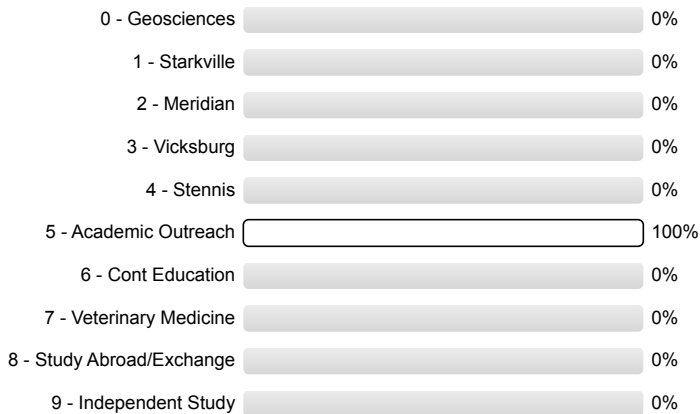 0 - Geosciences 0%
1 - Starkville 0%
2 - Meridian 0%
3 - Vicksburg 0%
4 - Stennis 0%
5 - Academic Outreach 100%
6 - Cont Education 0%
7 - Veterinary Medicine 0%
8 - Study Abroad/Exchange 0%
9 - Independent Study 0%